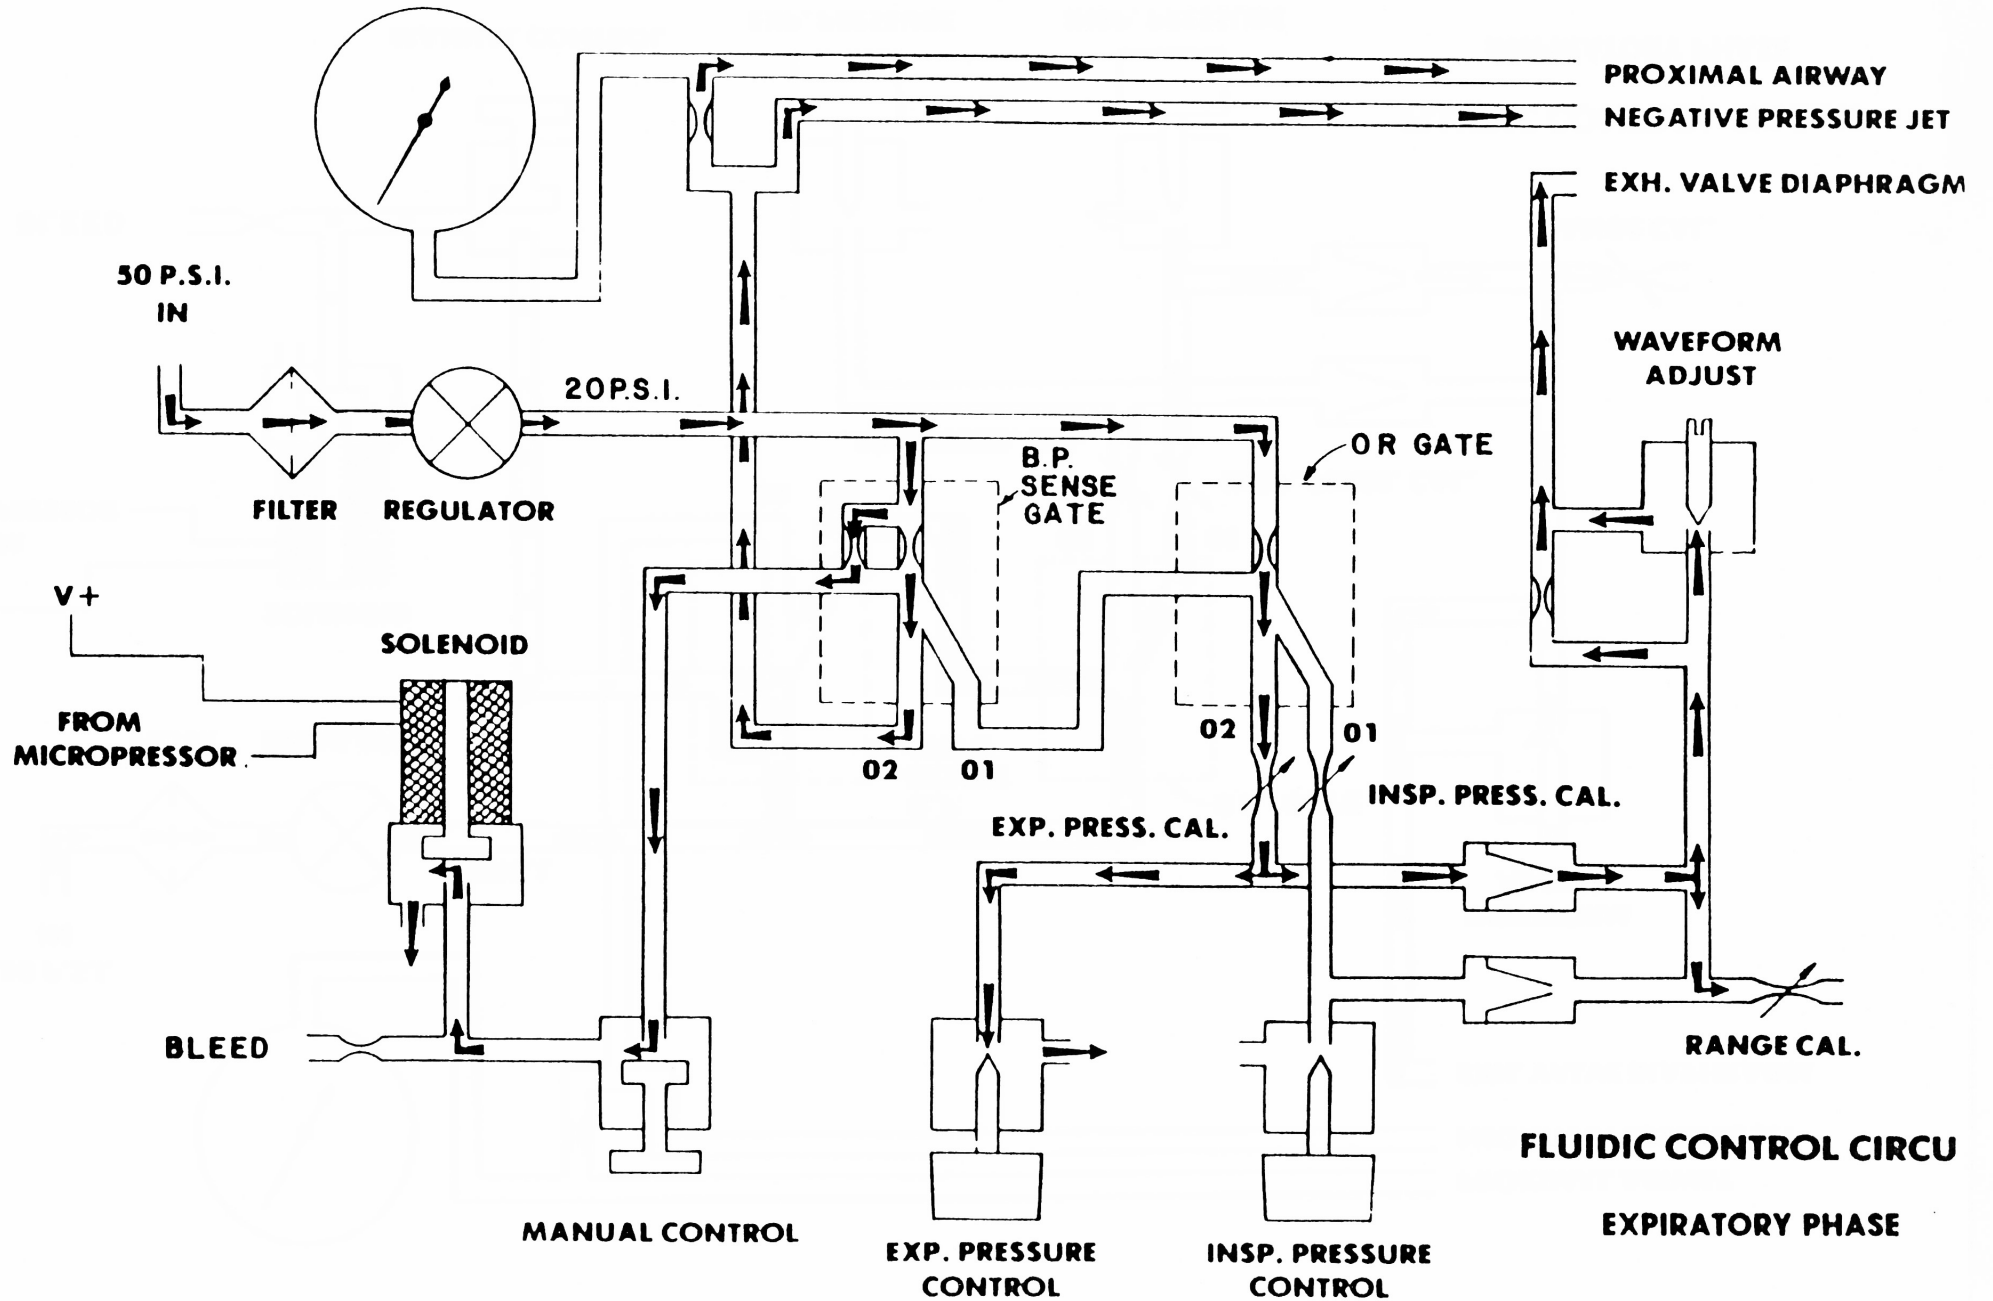 PROXIMAL AIRWAY
NEGATIVE PRESSURE JET
EXH. VALVE DIAPHRAGM
50 P.S.I.
IN
WAVEFORM
ADJUST
20 P.S.I.
OR GATE
B.P.
SENSE
GATE
FILTER
REGULATOR
V+
SOLENOID
FROM
MICROPRESSOR
02
01
02
01
INSP. PRESS. CAL.
EXP. PRESS. CAL.
BLEED
RANGE CAL.
FLUIDIC CONTROL CIRCU
EXPIRATORY PHASE
MANUAL CONTROL
EXP. PRESSURE
CONTROL
INSP. PRESSURE
CONTROL